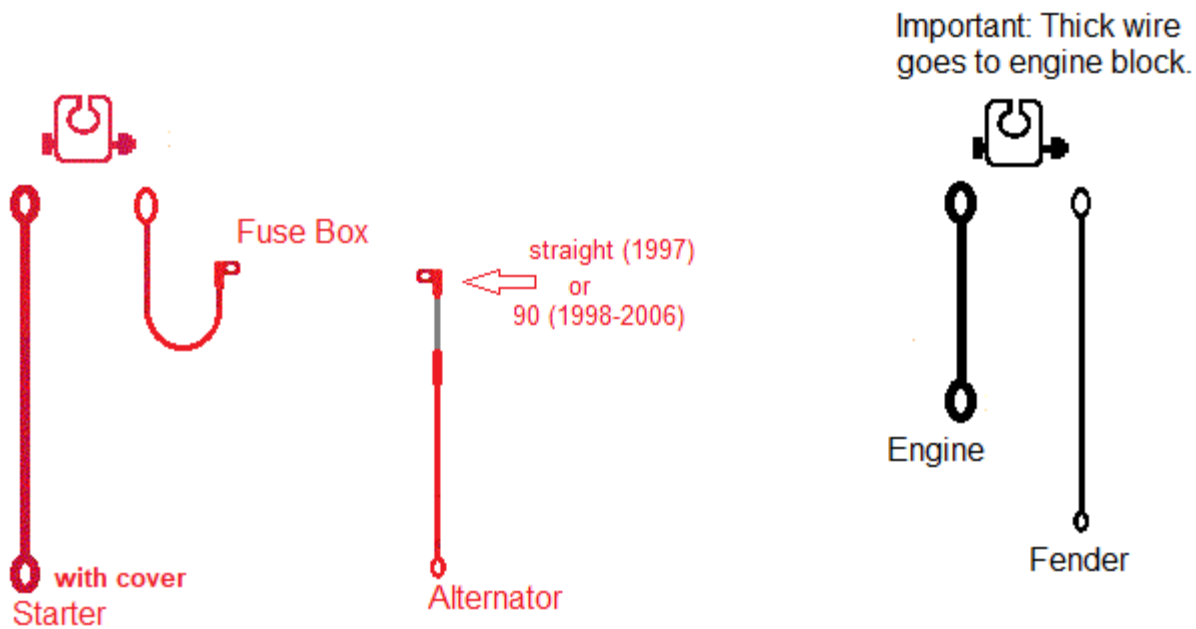 Important: Thick wire
goes to engine block.
Fuse Box
straight (1997)
or
90 (1998-2006)
Engine
Fender
with cover
Starter
Alternator